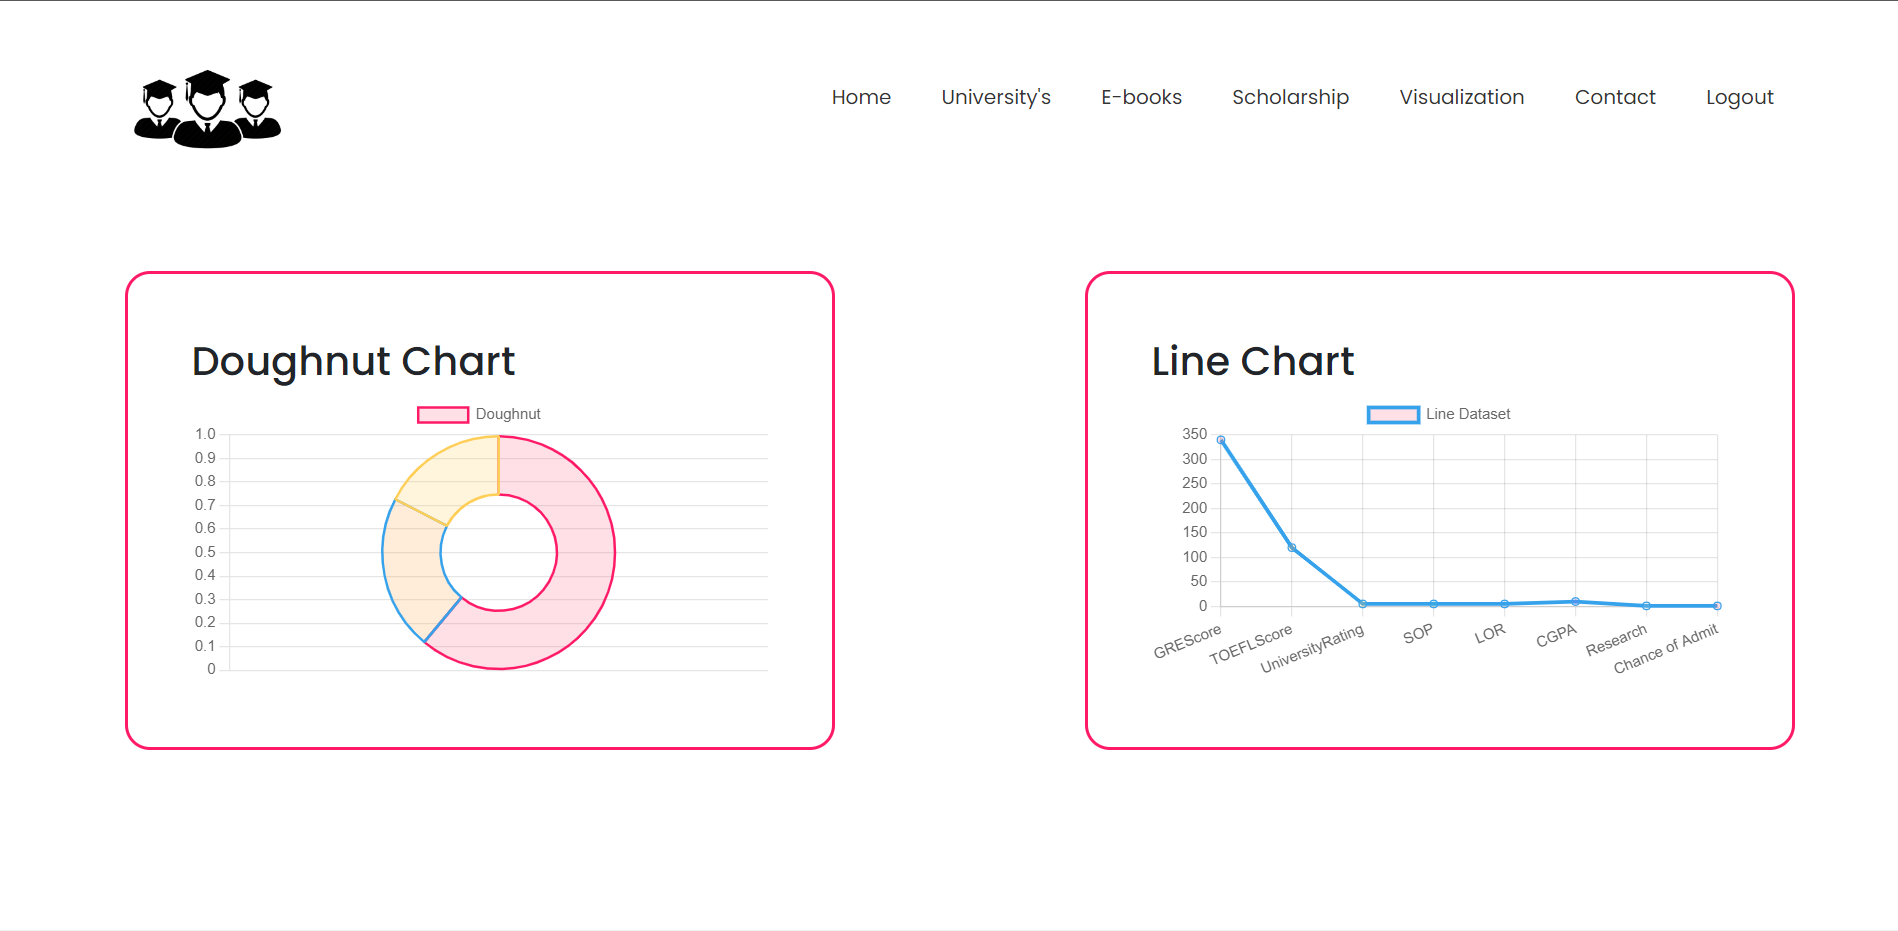 Home University's E-books Scholarship Visualization Contact Logout
Doughnut Chart
Doughnut
1.0
0.9
0.8
0.7
0.6
0.5
0.4
0.3
0.2
0.1
0
Line Chart
Line Dataset
350
300
250
200
150
100
50
0
GREScore
TOEFLScore
UniversityRating
SOP
LOR
CGPA
Research
Chance of Admit